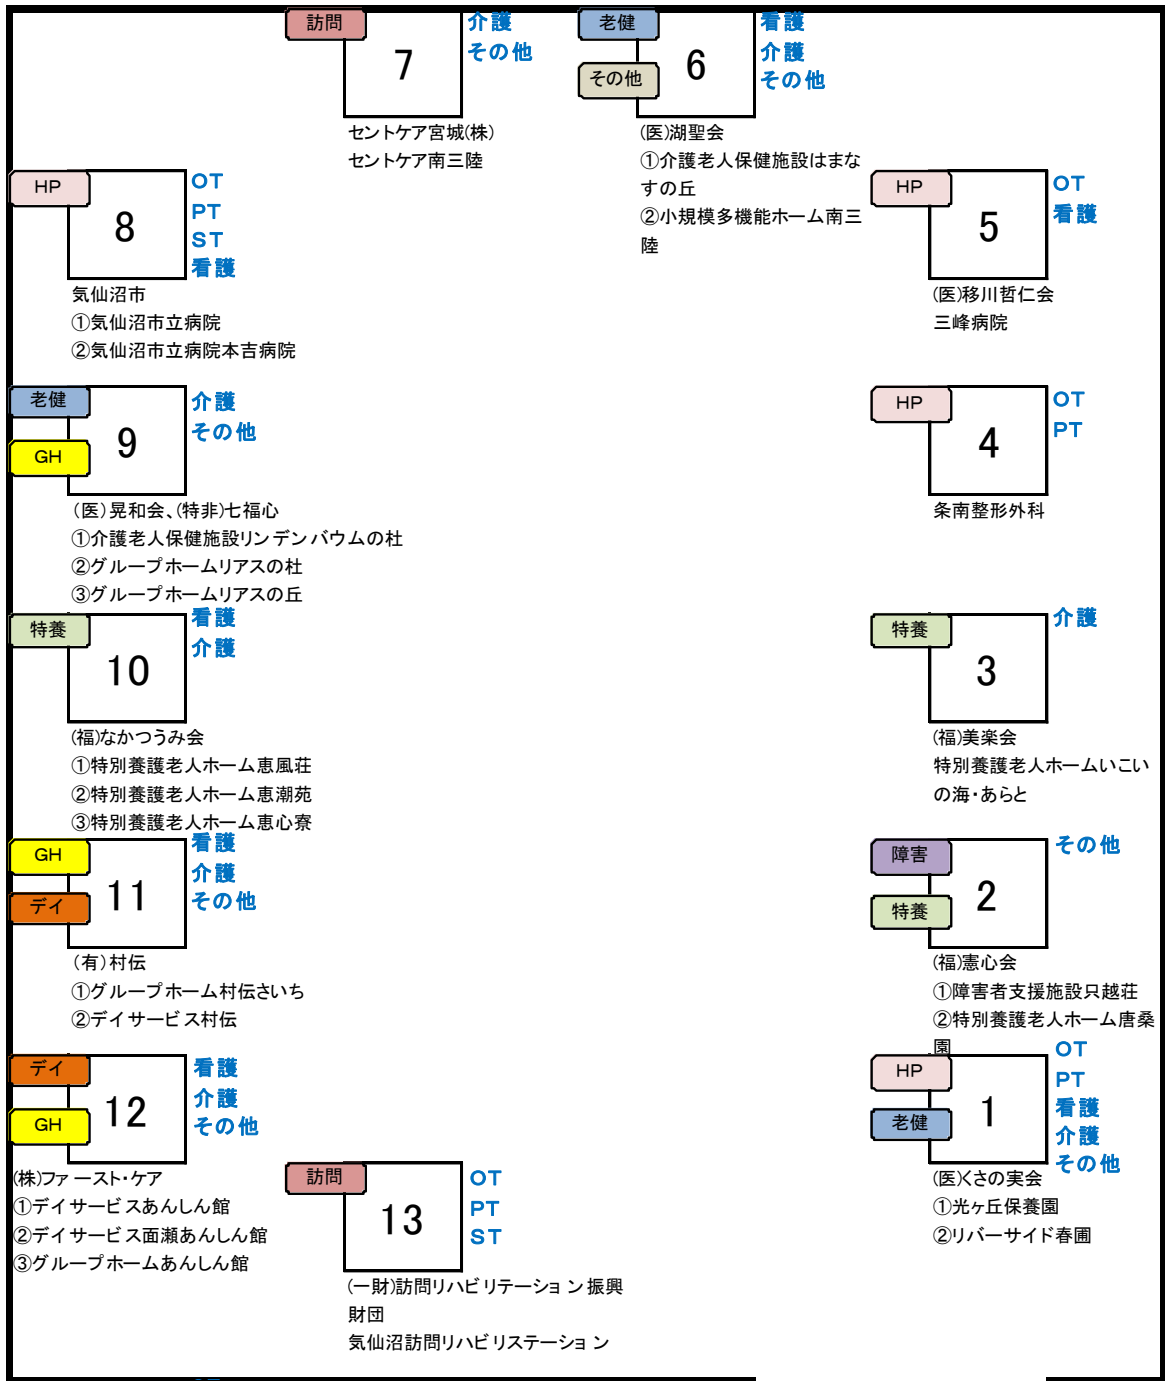 訪問
7
介護
その他
セントケア宮城(株)
セントケア南三陸
老健
その他
6
看護
介護
その他
(医)湖聖会
①介護老人保健施設はまな
すの丘
②小規模多機能ホーム南三
陸
HP
8
OT
PT
ST
看護
気仙沼市
①気仙沼市立病院
②気仙沼市立病院本吉病院
HP
5
OT
看護
(医)移川哲仁会
三峰病院
老健
GH
9
介護
その他
(医)晃和会、(特非)七福心
①介護老人保健施設リンデンバウムの杜
②グループホームリアスの杜
③グループホームリアスの丘
HP
4
OT
PT
条南整形外科
特養
10
看護
介護
(福)なかつうみ会
①特別養護老人ホーム恵風荘
②特別養護老人ホーム恵潮苑
③特別養護老人ホーム恵心寮
特養
3
介護
(福)美楽会
特別養護老人ホームいこい
の海・あらと
GH
デイ
11
看護
介護
その他
(有)村伝
①グループホーム村伝さいち
②デイサービス村伝
障害
特養
2
その他
(福)憲心会
①障害者支援施設只越荘
②特別養護老人ホーム唐桑
園
デイ
GH
12
看護
介護
その他
(株)ファースト・ケア
①デイサービスあんしん館
②デイサービス面瀬あんしん館
③グループホームあんしん館
訪問
13
OT
PT
ST
(一財)訪問リハビリテーション振興
財団
気仙沼訪問リハビリステーション
HP
老健
1
OT
PT
看護
介護
その他
(医)くさの実会
①光ヶ丘保養園
②リバーサイド春圃